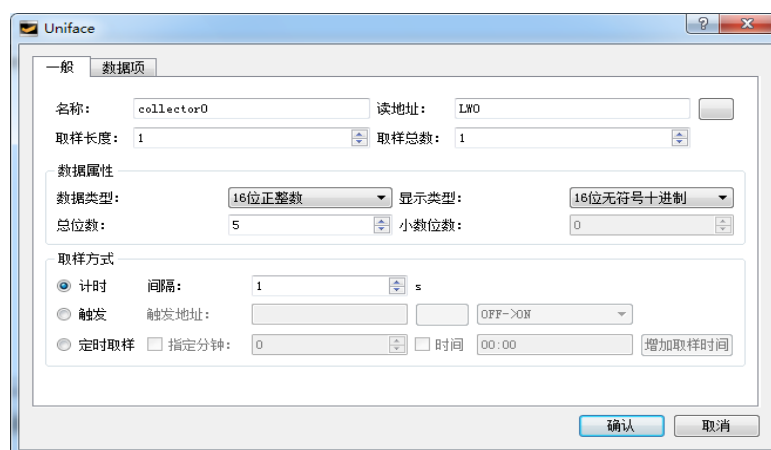 Uniface
一般 数据项
名称: collector0 读地址: LW0
取样长度: 1 取样总数: 1
数据属性
数据类型: 16位正整数 显示类型: 16位无符号十进制
总位数: 5 小数位数: 0
取样方式
计时 间隔: 1 s
触发 触发地址: OFF->ON
定时取样 指定分钟: 0 时间 00:00 增加取样时间
确认 取消